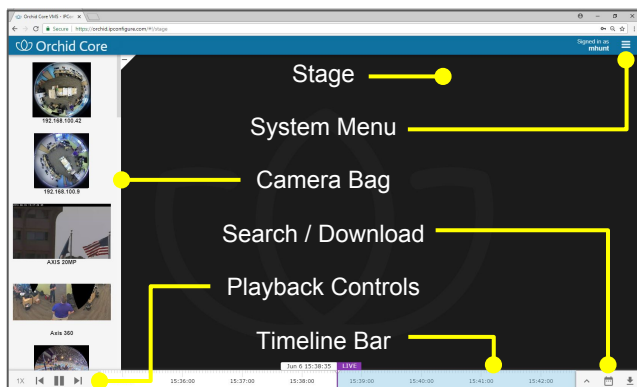 Orchid Core VMS - IPCon
Secure
https://orchid.ipconfigure.com/#!/stage
Orchid Core
Signed in as
mhunt
192.168.100.42
192.168.100.9
AXIS 20MP
Axis 360
Stage
System Menu
Camera Bag
Search / Download
Playback Controls
Timeline Bar
Jun 6 15:38:35
LIVE
1X
15:36:00
15:37:00
15:38:00
15:39:00
15:40:00
15:41:00
15:42:00